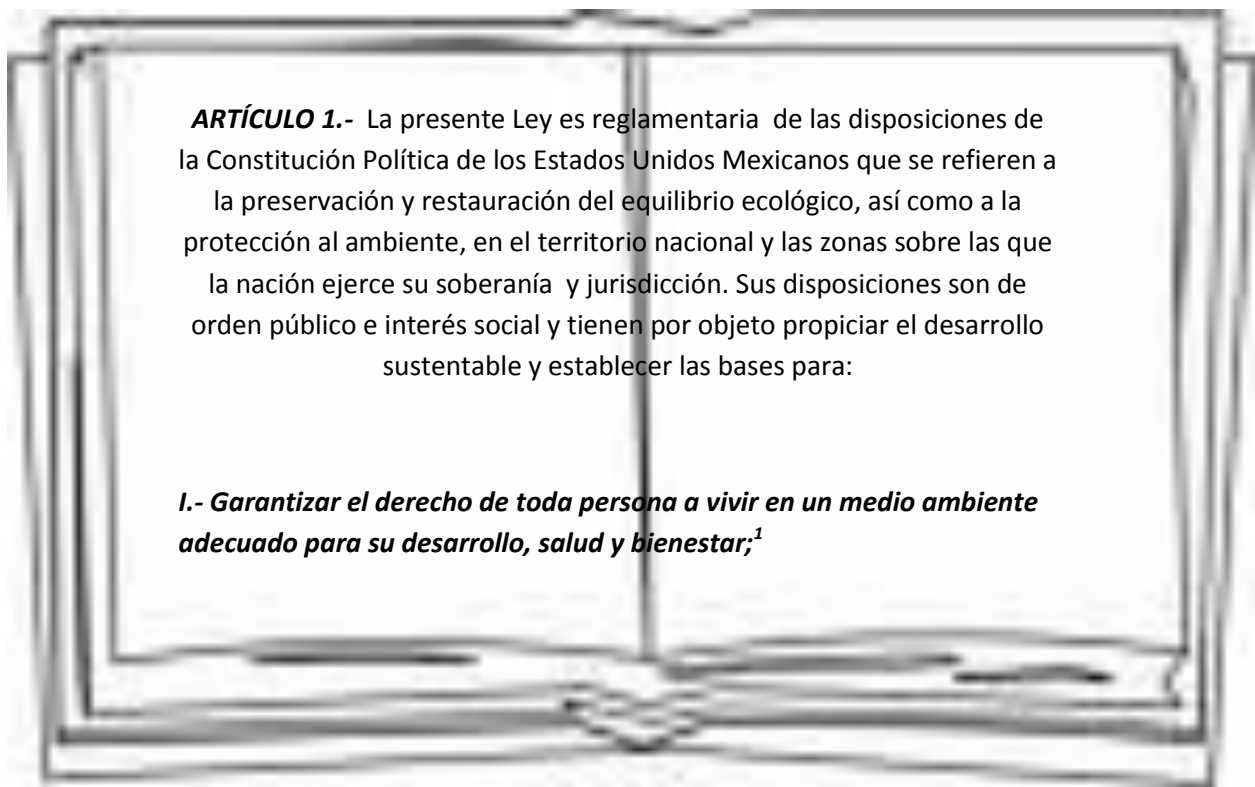 ARTÍCULO 1.- La presente Ley es reglamentaria de las disposiciones de
la Constitución Política de los Estados Unidos Mexicanos que se refieren a
la preservación y restauración del equilibrio ecológico, así como a la
protección al ambiente, en el territorio nacional y las zonas sobre las que
la nación ejerce su soberanía y jurisdicción. Sus disposiciones son de
orden público e interés social y tienen por objeto propiciar el desarrollo
sustentable y establecer las bases para:
I.- Garantizar el derecho de toda persona a vivir en un medio ambiente
adecuado para su desarrollo, salud y bienestar;¹